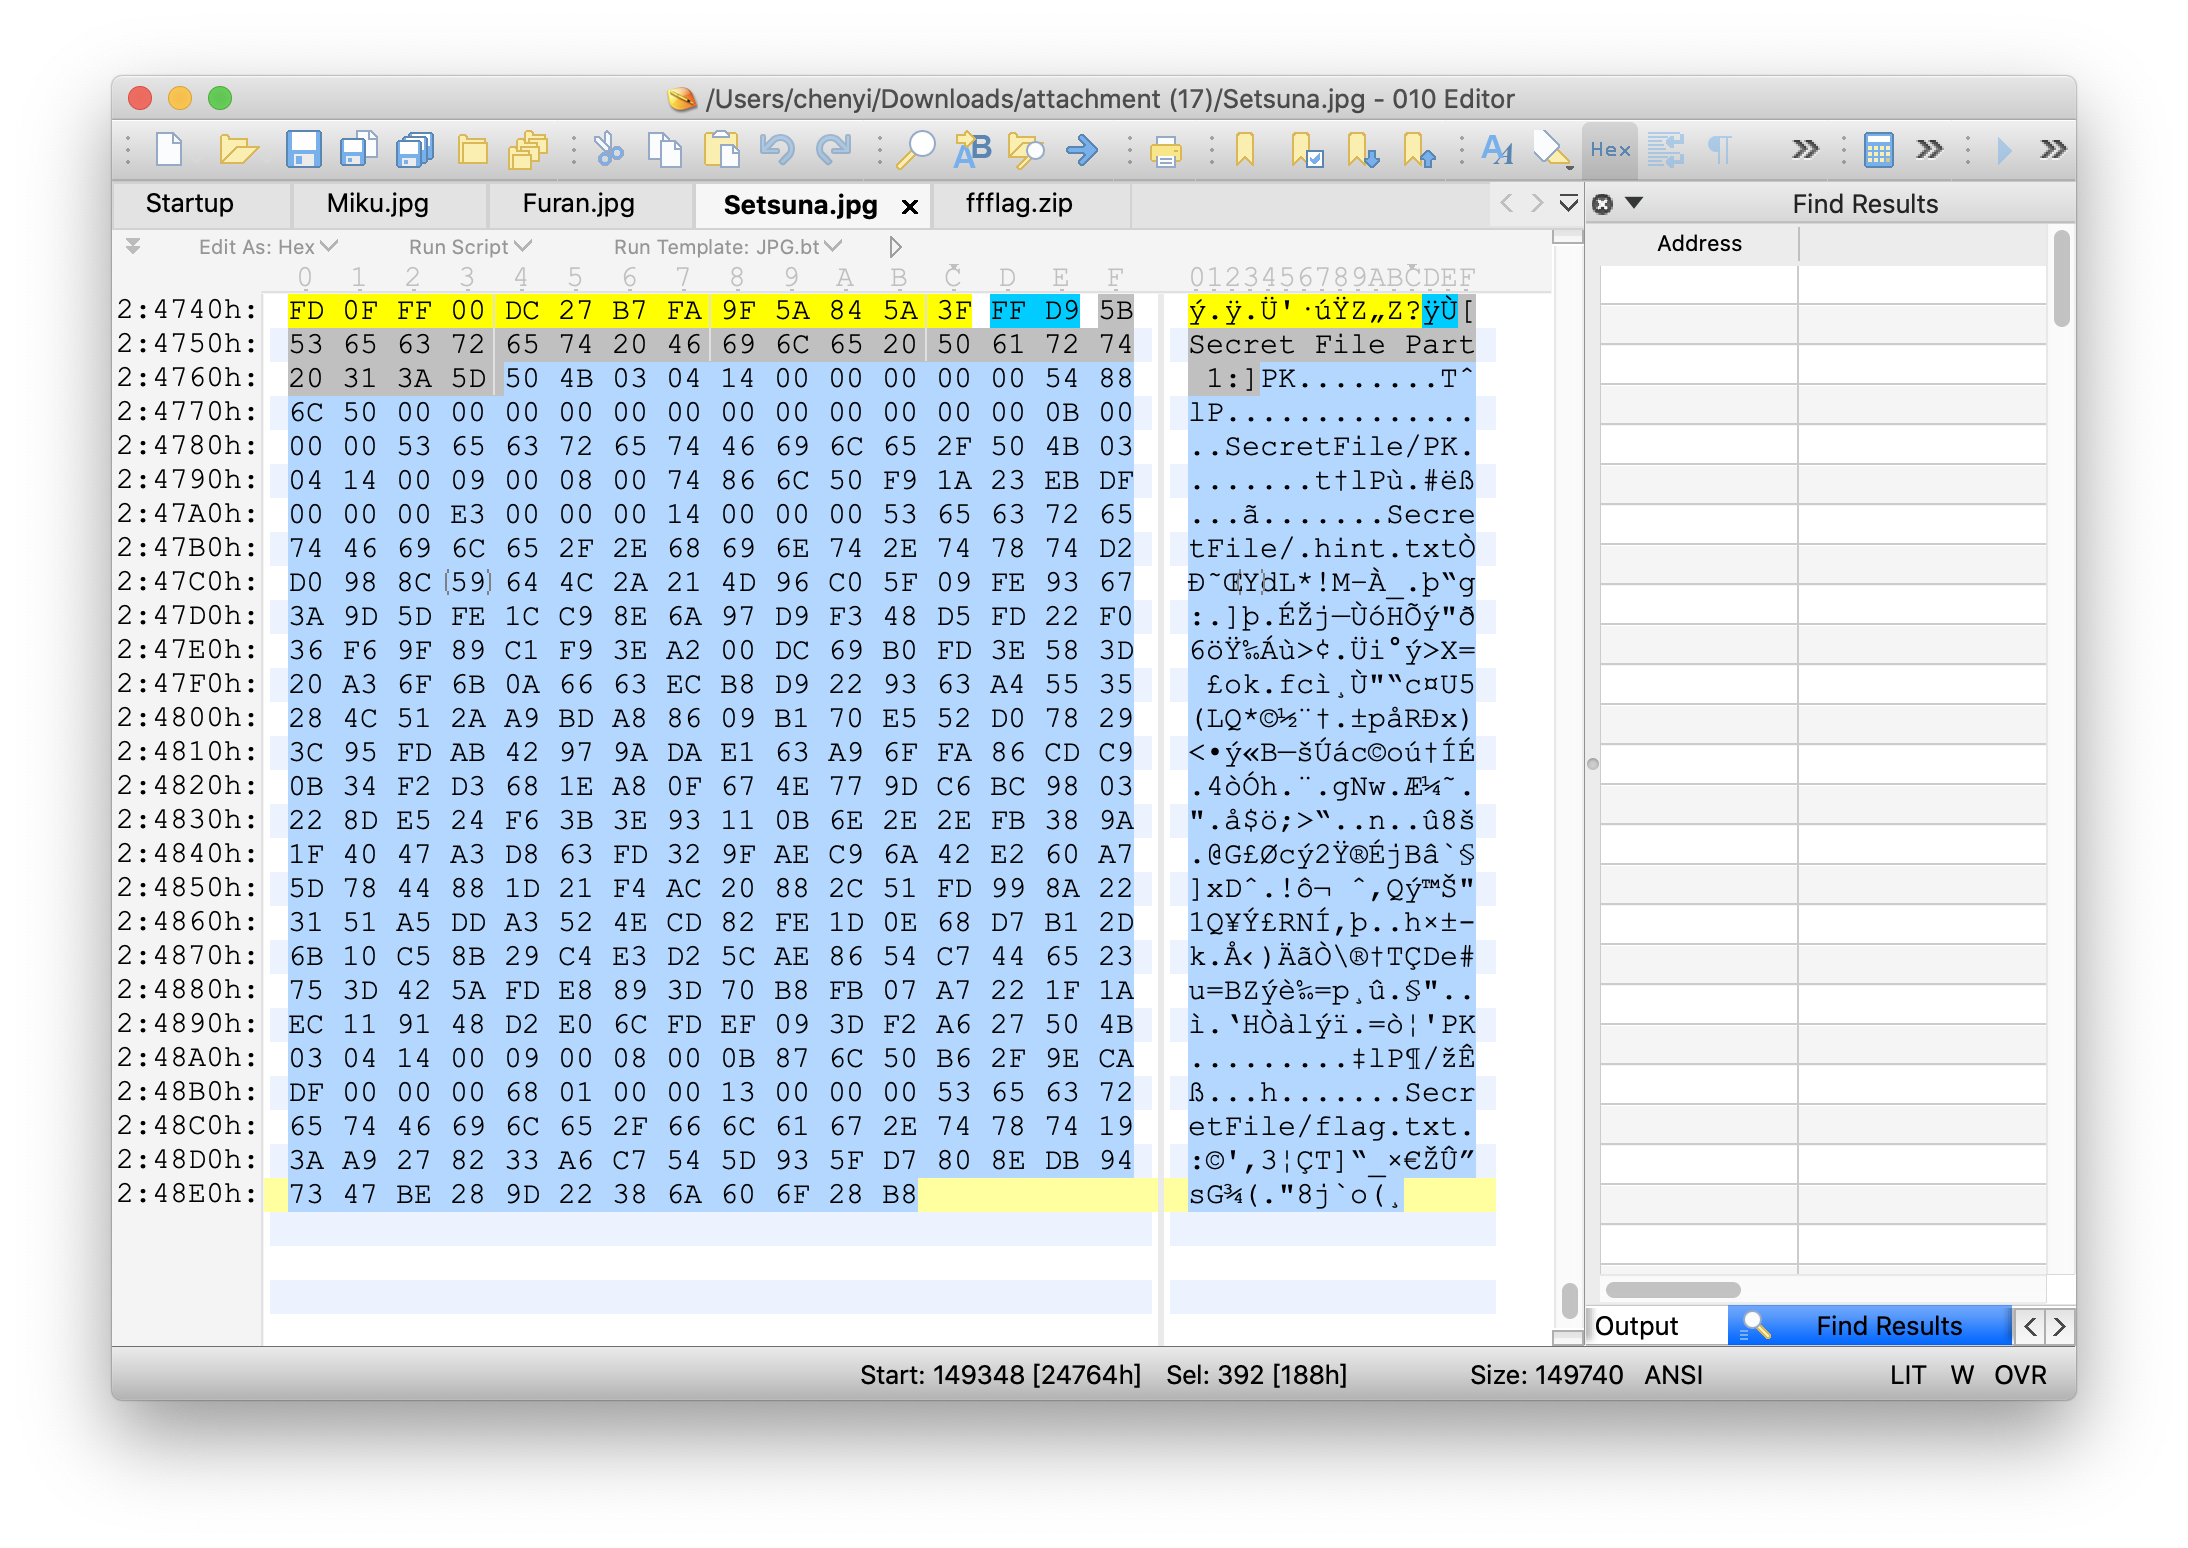 /Users/chenyi/Downloads/attachment (17)/Setsuna.jpg - 010 Editor
Hex
Startup Miku.jpg Furan.jpg Setsuna.jpg x ffflag.zip
Find Results
Edit As: Hex Run Script Run Template: JPG.bt
Address
0 1 2 3 4 5 6 7 8 9 A B C D E F 0123456789ABCDEF
2:4740h: FD 0F FF 00 DC 27 B7 FA 9F 5A 84 5A 3F FF D9 5B ý.ÿ.Ü'·úŸZ„Z?ÿÙ[
2:4750h: 53 65 63 72 65 74 20 46 69 6C 65 20 50 61 72 74 Secret File Part
2:4760h: 20 31 3A 5D 50 4B 03 04 14 00 00 00 00 00 54 88 1:]PK........Tˆ
2:4770h: 6C 50 00 00 00 00 00 00 00 00 00 00 00 00 0B 00 lP..............
2:4780h: 00 00 53 65 63 72 65 74 46 69 6C 65 2F 50 4B 03 ..SecretFile/PK.
2:4790h: 04 14 00 09 00 08 00 74 86 6C 50 F9 1A 23 EB DF .......t†lPù.#ëß
2:47A0h: 00 00 00 E3 00 00 00 14 00 00 00 53 65 63 72 65 ...ã.......Secre
2:47B0h: 74 46 69 6C 65 2F 2E 68 69 6E 74 2E 74 78 74 D2 tFile/.hint.txtÒ
2:47C0h: D0 98 8C 59 64 4C 2A 21 4D 96 C0 5F 09 FE 93 67 Ð˜ŒYdL*!M–À_.þ“g
2:47D0h: 3A 9D 5D FE 1C C9 8E 6A 97 D9 F3 48 D5 FD 22 F0 :.]þ.ÉŽj—ÙóHÕý"ð
2:47E0h: 36 F6 9F 89 C1 F9 3E A2 00 DC 69 B0 FD 3E 58 3D 6öŸ‰Áù>¢.Üi°ý>X=
2:47F0h: 20 A3 6F 6B 0A 66 63 EC B8 D9 22 93 63 A4 55 35 £ok.fcì¸Ù"“c¤U5
2:4800h: 28 4C 51 2A A9 BD A8 86 09 B1 70 E5 52 D0 78 29 (LQ*©½¨†.±påRÐx)
2:4810h: 3C 95 FD AB 42 97 9A DA E1 63 A9 6F FA 86 CD C9 <•ý«B—šÚác©oú†ÍÉ
2:4820h: 0B 34 F2 D3 68 1E A8 0F 67 4E 77 9D C6 BC 98 03 .4òÓh.¨.gNw.Æ¼˜.
2:4830h: 22 8D E5 24 F6 3B 3E 93 11 0B 6E 2E 2E FB 38 9A ".å$ö;>“..n..û8š
2:4840h: 1F 40 47 A3 D8 63 FD 32 9F AE C9 6A 42 E2 60 A7 .@G£Øcý2Ÿ®ÉjBâ`§
2:4850h: 5D 78 44 88 1D 21 F4 AC 20 88 2C 51 FD 99 8A 22 ]xDˆ.!ô¬ ˆ,Qý™Š"
2:4860h: 31 51 A5 DD A3 52 4E CD 82 FE 1D 0E 68 D7 B1 2D 1Q¥Ý£RNÍ‚þ..h×±-
2:4870h: 6B 10 C5 8B 29 C4 E3 D2 5C AE 86 54 C7 44 65 23 k.Å‹)ÄãÒ\®†TÇDe#
2:4880h: 75 3D 42 5A FD E8 89 3D 70 B8 FB 07 A7 22 1F 1A u=BZýè‰=p¸û.§"..
2:4890h: EC 11 91 48 D2 E0 6C FD EF 09 3D F2 A6 27 50 4B ì.‘HÒàlýï.=ò¦'PK
2:48A0h: 03 04 14 00 09 00 08 00 0B 87 6C 50 B6 2F 9E CA .........‡lP¶/žÊ
2:48B0h: DF 00 00 00 68 01 00 00 13 00 00 00 53 65 63 72 ß...h.......Secr
2:48C0h: 65 74 46 69 6C 65 2F 66 6C 61 67 2E 74 78 74 19 etFile/flag.txt.
2:48D0h: 3A A9 27 82 33 A6 C7 54 5D 93 5F D7 80 8E DB 94 :©'‚3¦ÇT]“_×€ŽÛ”
2:48E0h: 73 47 BE 28 9D 22 38 6A 60 6F 28 B8 sG¾(."8j`o(¸
Output Find Results
Start: 149348 [24764h] Sel: 392 [188h] Size: 149740 ANSI LIT W OVR